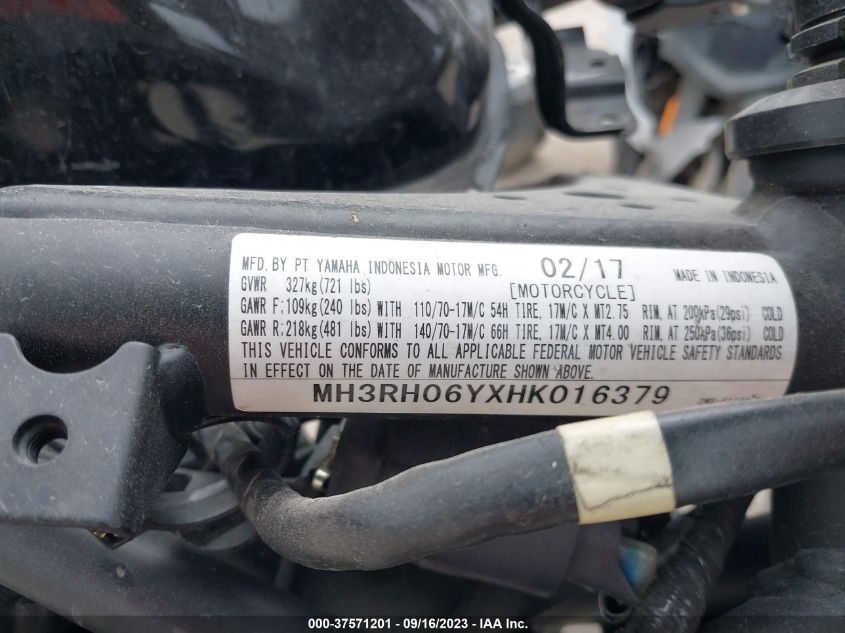 MFD. BY PT YAMAHA INDONESIA MOTOR MFG. 02/17 MADE IN INDONESIA
GVWR 327kg(721 lbs) [MOTORCYCLE]
GAWR F:109kg(240 lbs) WITH 110/70-17M/C 54H TIRE, 17M/C X MT2.75 RIM, AT 200kPa(29psi) COLD
GAWR R:218kg(481 lbs) WITH 140/70-17M/C 66H TIRE, 17M/C X MT4.00 RIM, AT 250kPa(36psi) COLD
THIS VEHICLE CONFORMS TO ALL APPLICABLE FEDERAL MOTOR VEHICLE SAFETY STANDARDS
IN EFFECT ON THE DATE OF MANUFACTURE SHOWN ABOVE.
MH3RH06YXHK016379
000-37571201 - 09/16/2023 - IAA Inc.